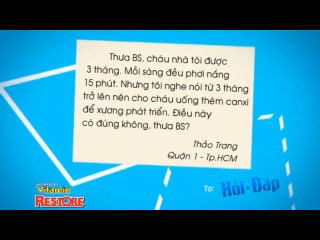 Thưa BS, cháu nhà tôi được
3 tháng. Mỗi sáng đều phơi nắng
15 phút. Nhưng tôi nghe nói từ 3 tháng
trở lên nên cho cháu uống thêm canxi
để xương phát triển. Điều này
có đúng không, thưa BS?
Thảo Trang
Quận 1 - Tp.HCM
To: Hỏi-Đáp
Vitamin
RESTORE